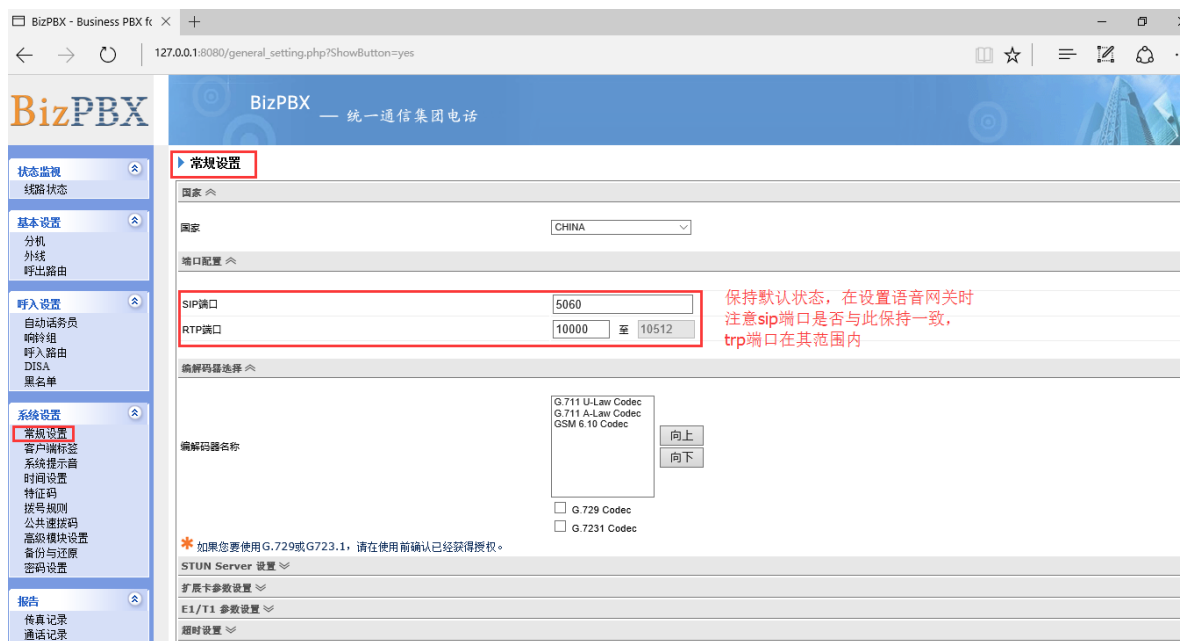 BizPBX - Business PBX fo
127.0.0.1:8080/general_setting.php?ShowButton=yes
BizPBX
BizPBX — 统一通信集团电话
状态监视
线路状态
基本设置
分机
外线
呼出路由
呼入设置
自动话务员
响铃组
呼入路由
DISA
黑名单
系统设置
常规设置
客户端标签
系统提示音
时间设置
特征码
拨号规则
公共速拨码
高级模块设置
备份与还原
密码设置
报告
传真记录
通话记录
常规设置
国家
国家 CHINA
端口配置
SIP端口 5060
RTP端口 10000 至 10512
保持默认状态，在设置语音网关时
注意sip端口是否与此保持一致，
trp端口在其范围内
编解码器选择
编解码器名称
G.711 U-Law Codec
G.711 A-Law Codec
GSM 6.10 Codec
向上
向下
G.729 Codec
G.7231 Codec
* 如果您要使用G.729或G723.1，请在使用前确认已经获得授权。
STUN Server 设置
扩展卡参数设置
E1/T1 参数设置
超时设置